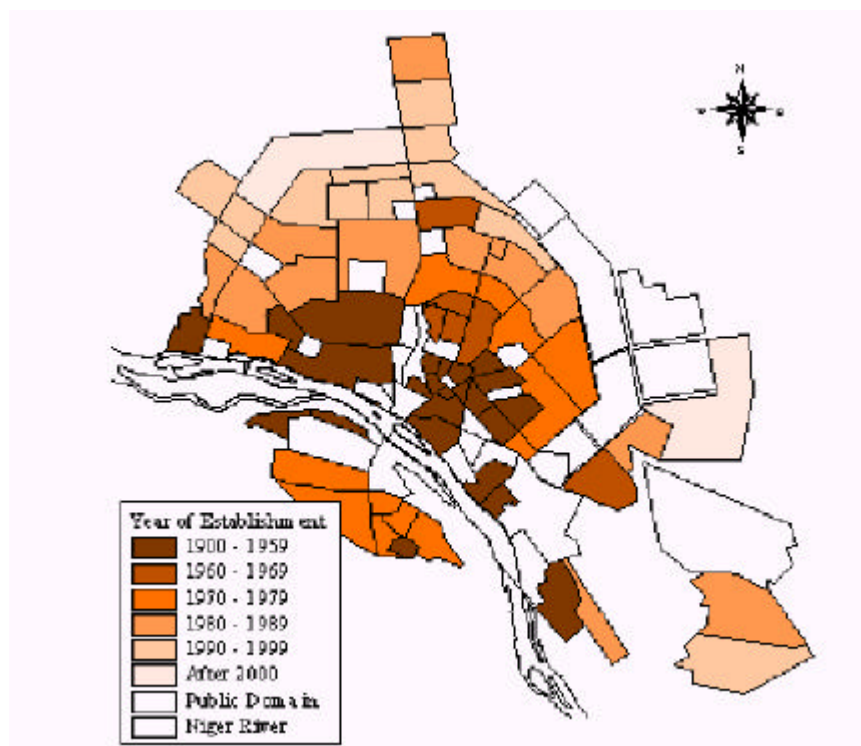 N
S
Year of Establishment
1900 - 1959
1960 - 1969
1970 - 1979
1980 - 1989
1990 - 1999
After 2000
Public Domain
Niger River